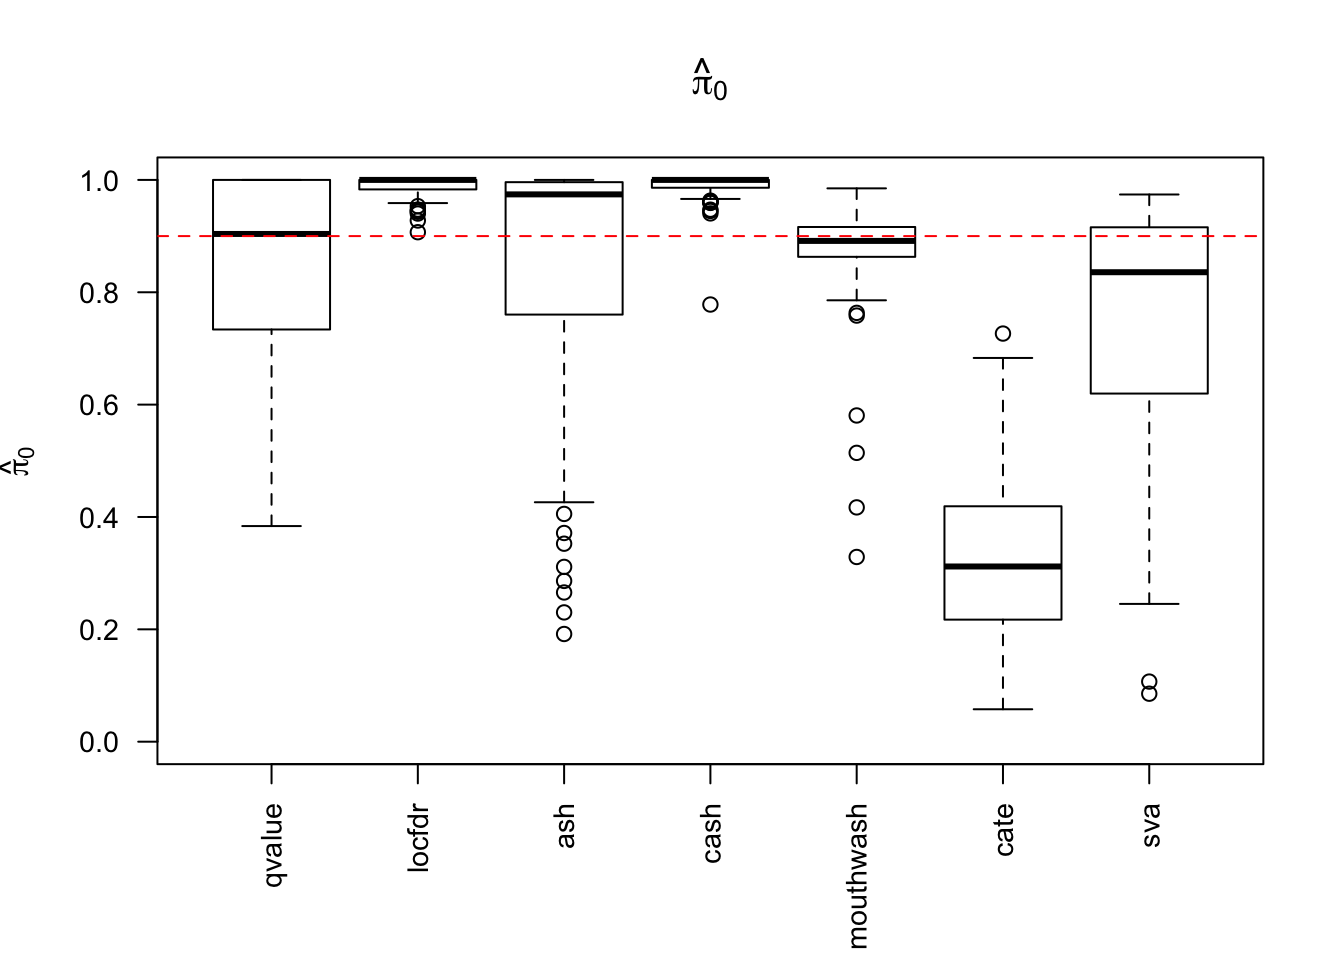 π̂₀
1.0
0.8
0.6
0.4
0.2
0.0
π̂₀
qvalue
locfdr
ash
cash
mouthwash
cate
sva